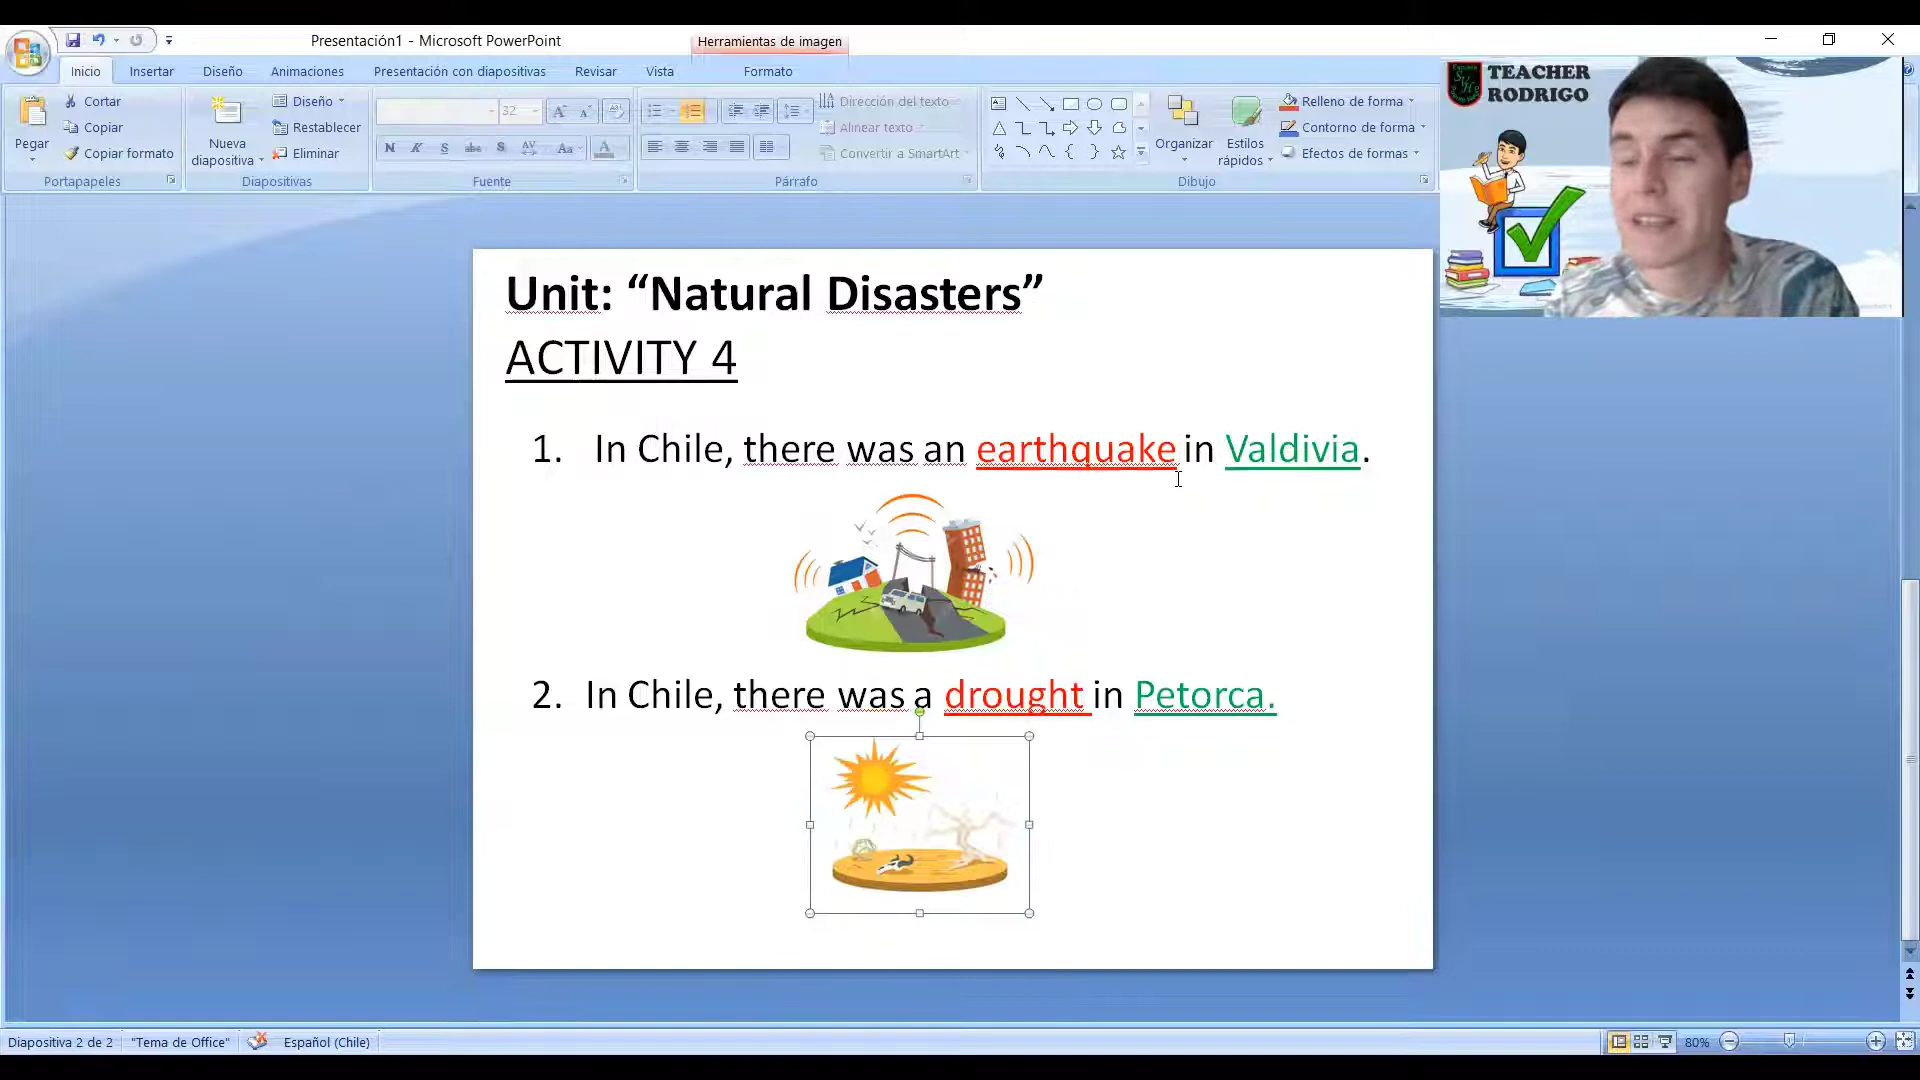 Presentación1 - Microsoft PowerPoint
Herramientas de imagen
Inicio Insertar Diseño Animaciones Presentación con diapositivas Revisar Vista Formato
Pegar
Cortar
Copiar
Copiar formato
Portapapeles
Nueva diapositiva
Diseño
Restablecer
Eliminar
Diapositivas
32
N K S abc S AV Aa A
Fuente
Dirección del texto
Alinear texto
Convertir a SmartArt
Párrafo
Organizar
Estilos rápidos
Relleno de forma
Contorno de forma
Efectos de formas
Dibujo
TEACHER
RODRIGO
Unit: “Natural Disasters”
ACTIVITY 4
1. In Chile, there was an earthquake in Valdivia.
2. In Chile, there was a drought in Petorca.
Diapositiva 2 de 2 "Tema de Office" Español (Chile) 80%